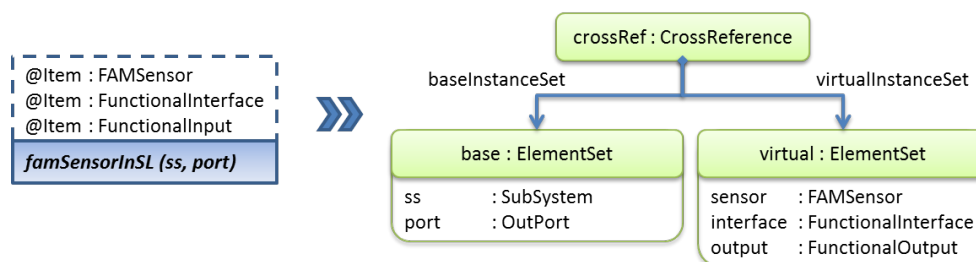 @Item : FAMSensor
@Item : FunctionalInterface
@Item : FunctionalInput
famSensorInSL (ss, port)
crossRef : CrossReference
baseInstanceSet
virtualInstanceSet
base : ElementSet
ss : SubSystem
port : OutPort
virtual : ElementSet
sensor : FAMSensor
interface : FunctionalInterface
output : FunctionalOutput